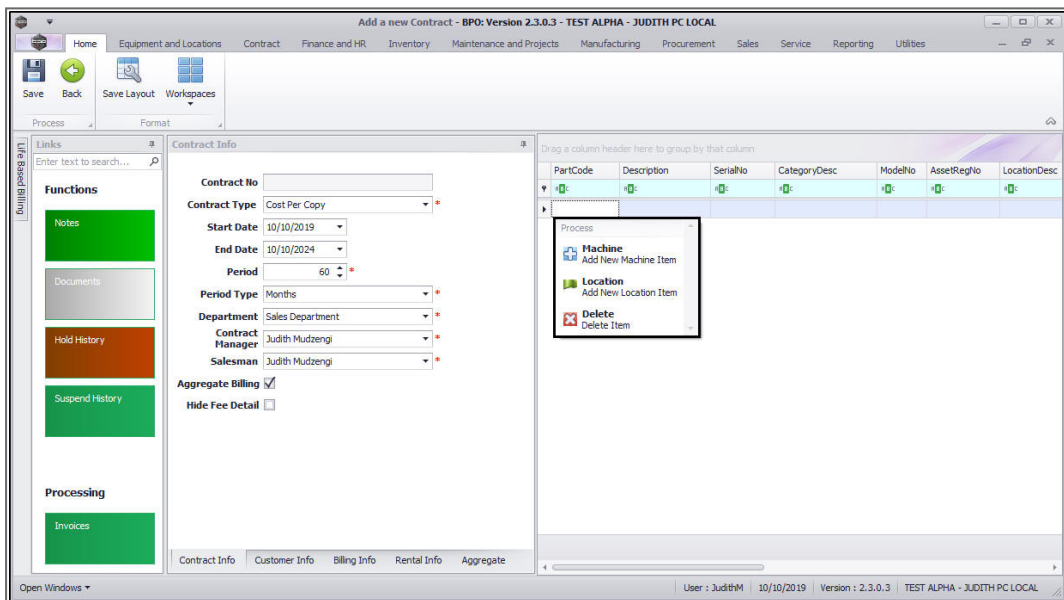 Add a new Contract - BPO: Version 2.3.0.3 - TEST ALPHA - JUDITH PC LOCAL
Home Equipment and Locations Contract Finance and HR Inventory Maintenance and Projects Manufacturing Procurement Sales Service Reporting Utilities
Save Back Save Layout Workspaces
Process Format
Life Based Billing
Links
Enter text to search...
Functions
Notes
Documents
Hold History
Suspend History
Processing
Invoices
Contract Info
Contract No
Contract Type Cost Per Copy *
Start Date 10/10/2019
End Date 10/10/2024
Period 60 *
Period Type Months *
Department Sales Department *
Contract
Manager Judith Mudzengi *
Salesman Judith Mudzengi *
Aggregate Billing
Hide Fee Detail
Contract Info Customer Info Billing Info Rental Info Aggregate
Drag a column header here to group by that column
PartCode Description SerialNo CategoryDesc ModelNo AssetRegNo LocationDesc
Process
Machine
Add New Machine Item
Location
Add New Location Item
Delete
Delete Item
Open Windows User : JudithM 10/10/2019 Version : 2.3.0.3 TEST ALPHA - JUDITH PC LOCAL